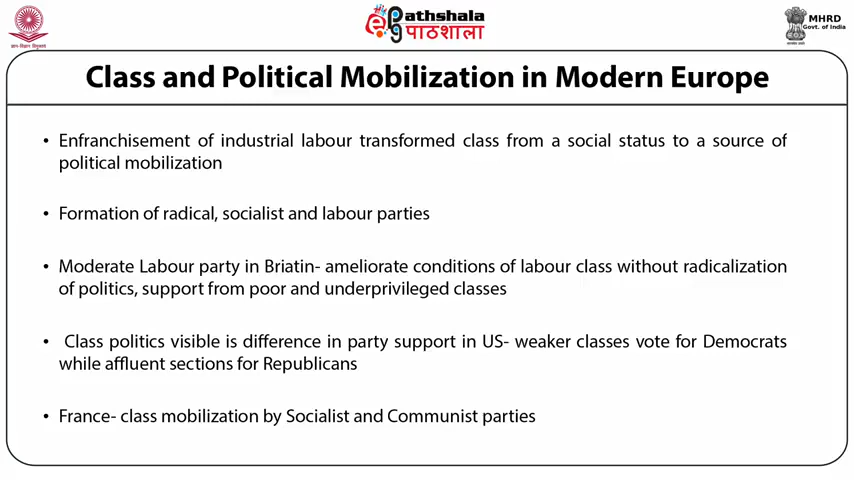 ज्ञान-विज्ञान विमुक्तये
ePathshala
पाठशाला
MHRD
Govt. of India
Class and Political Mobilization in Modern Europe
• Enfranchisement of industrial labour transformed class from a social status to a source of
political mobilization
• Formation of radical, socialist and labour parties
• Moderate Labour party in Briatin- ameliorate conditions of labour class without radicalization
of politics, support from poor and underprivileged classes
• Class politics visible is difference in party support in US- weaker classes vote for Democrats
while affluent sections for Republicans
• France- class mobilization by Socialist and Communist parties